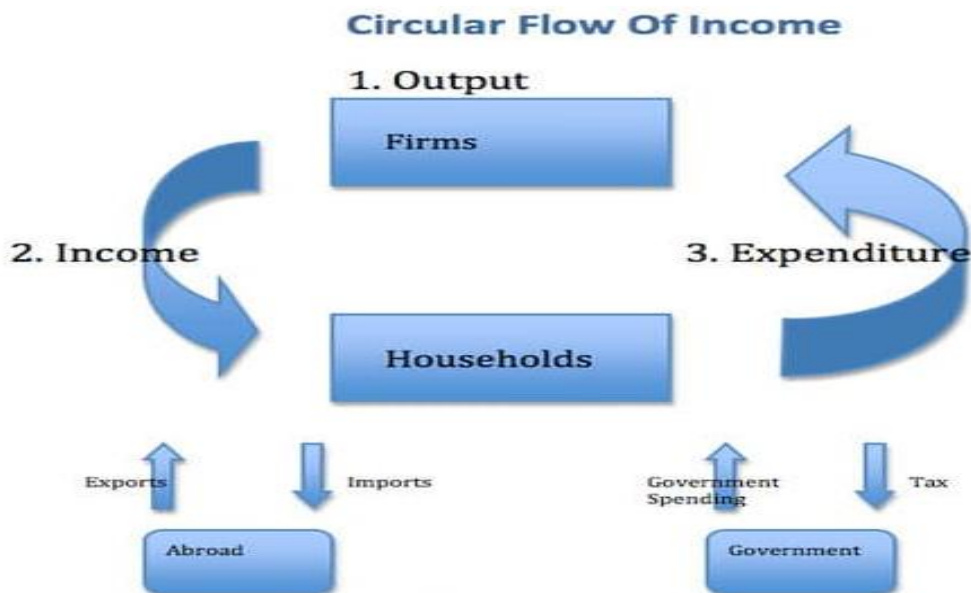 Circular Flow Of Income
1. Output
Firms
2. Income
3. Expenditure
Households
Exports
Imports
Government
Spending
Tax
Abroad
Government